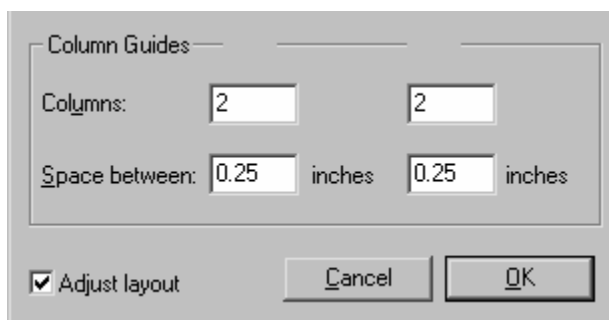 Column Guides
Columns: 2 2
Space between: 0.25 inches 0.25 inches
Adjust layout Cancel OK